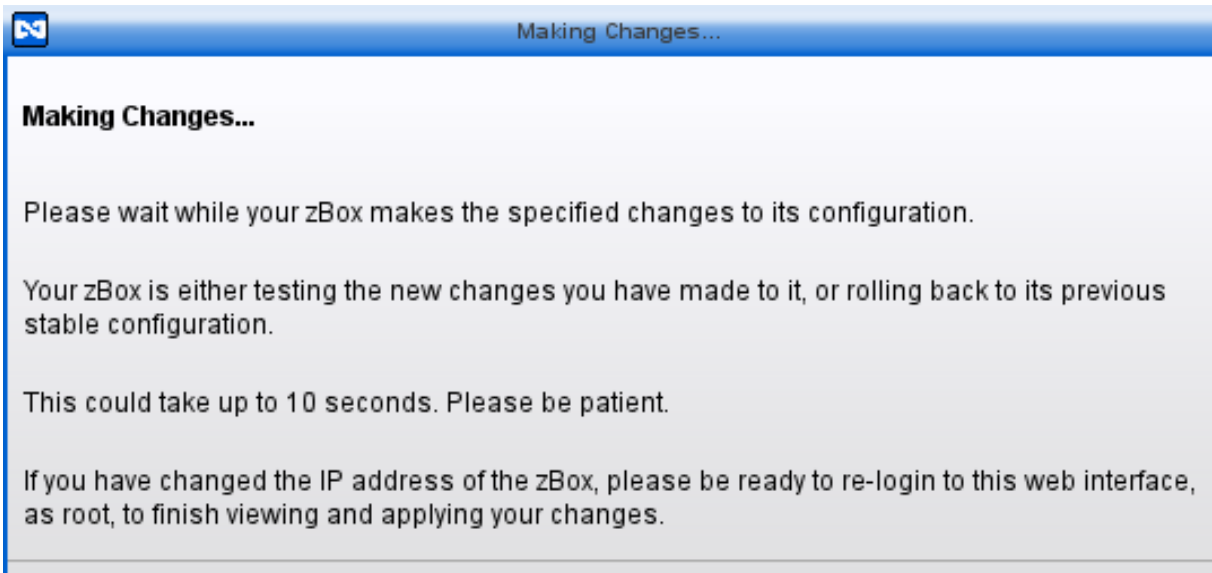 Making Changes...
Making Changes...
Please wait while your zBox makes the specified changes to its configuration.
Your zBox is either testing the new changes you have made to it, or rolling back to its previous
stable configuration.
This could take up to 10 seconds. Please be patient.
If you have changed the IP address of the zBox, please be ready to re-login to this web interface,
as root, to finish viewing and applying your changes.